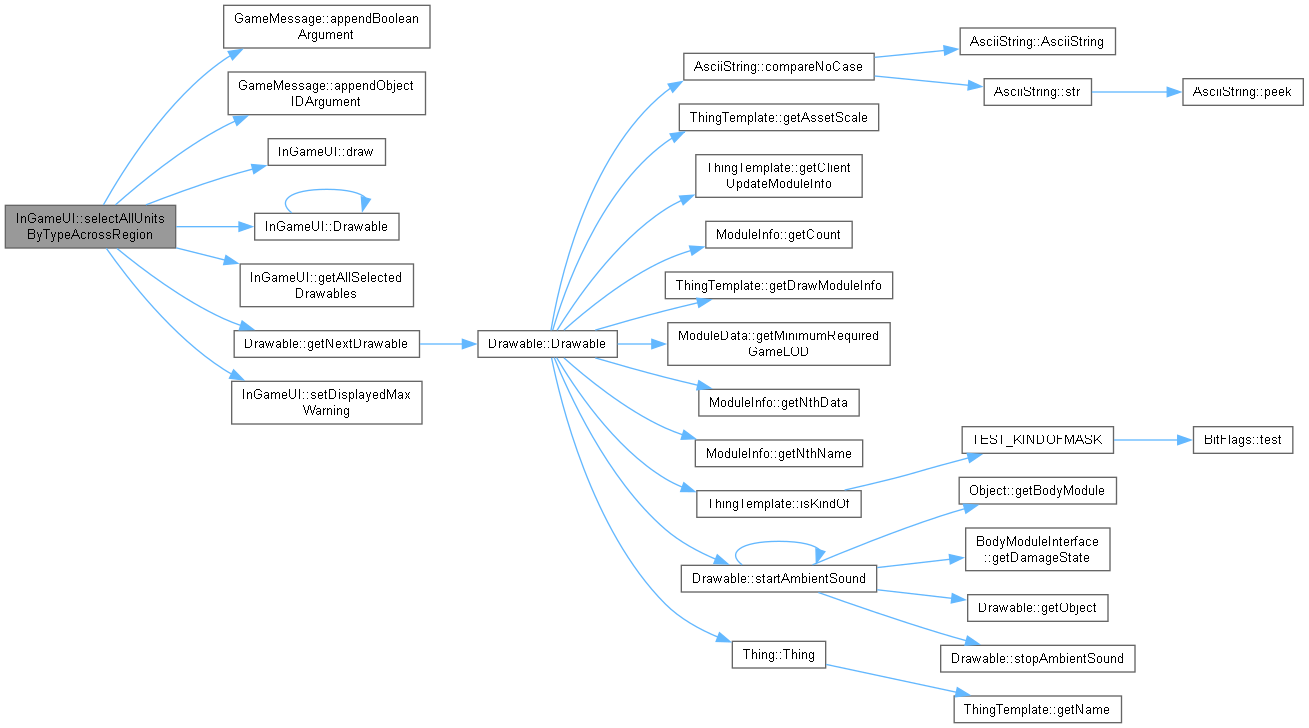 GameMessage::appendBoolean
Argument
GameMessage::appendObject
IDArgument
InGameUI::draw
InGameUI::selectAllUnits
ByTypeAcrossRegion
InGameUI::Drawable
InGameUI::getAllSelected
Drawables
Drawable::getNextDrawable
InGameUI::setDisplayedMax
Warning
Drawable::Drawable
AsciiString::compareNoCase
ThingTemplate::getAssetScale
ThingTemplate::getClient
UpdateModuleInfo
ModuleInfo::getCount
ThingTemplate::getDrawModuleInfo
ModuleData::getMinimumRequired
GameLOD
ModuleInfo::getNthData
ModuleInfo::getNthName
ThingTemplate::isKindOf
Drawable::startAmbientSound
Thing::Thing
AsciiString::AsciiString
AsciiString::str
AsciiString::peek
TEST_KINDOFMASK
BitFlags::test
Object::getBodyModule
BodyModuleInterface
::getDamageState
Drawable::getObject
Drawable::stopAmbientSound
ThingTemplate::getName